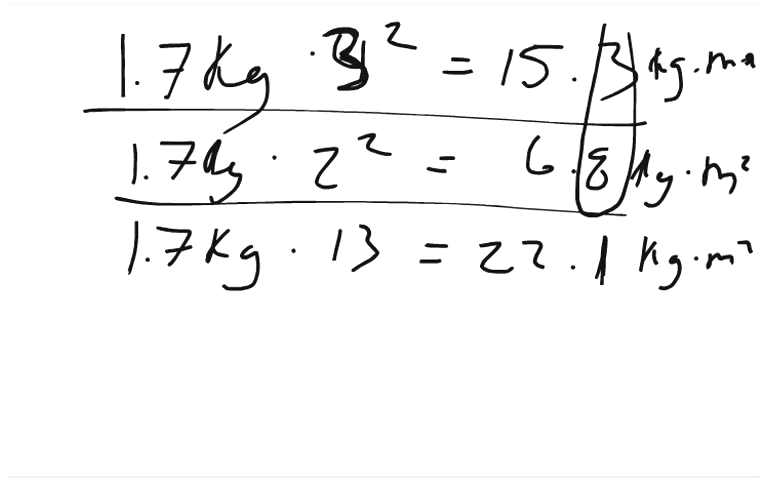 1.7Kg · 3² = 15.3 kg·m²
1.7Kg · 2² = 6.8 kg·m²
1.7Kg · 13 = 22.1 Kg·m²